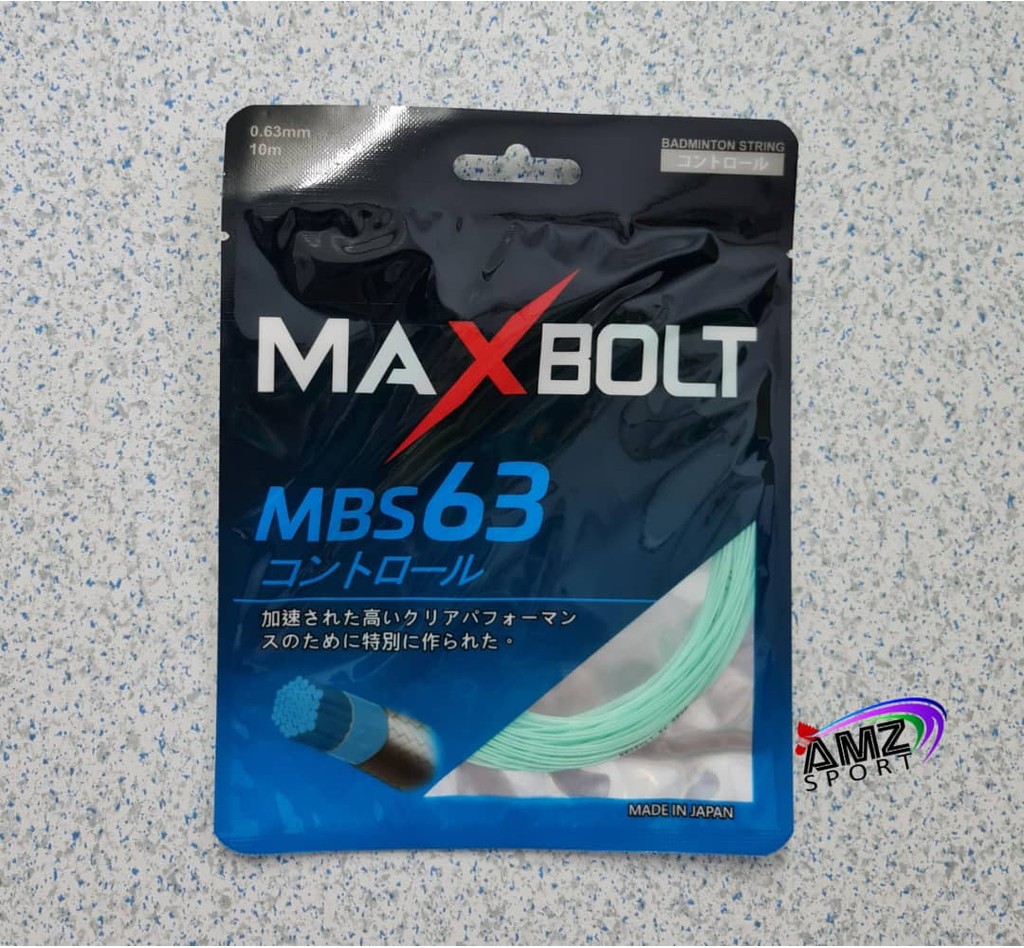 0.63mm
10m
BADMINTON STRING
コントロール
MAXBOLT
MBS63
コントロール
加速された高いクリアパフォーマン
スのために特別に作られた。
MADE IN JAPAN
AMZ
SPORT